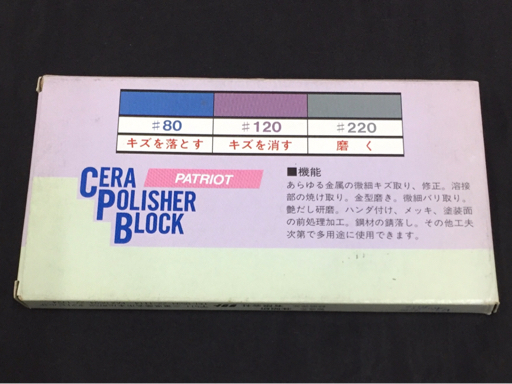 #80 #120 #220
キズを落とす キズを消す 磨く
PATRIOT
CERA
POLISHER
BLOCK
■機能
あらゆる金属の微細キズ取り、修正。溶接
部の焼け取り。金型磨き。微細バリ取り。
艶だし研磨。ハンダ付け、メッキ、塗装面
の前処理加工。鋼材の錆落し。その他工夫
次第で多用途に使用できます。